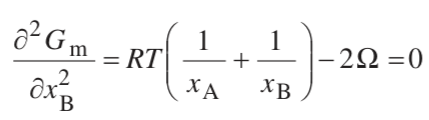 ∂²G_m/∂x_B² = RT(1/x_A + 1/x_B) − 2Ω = 0